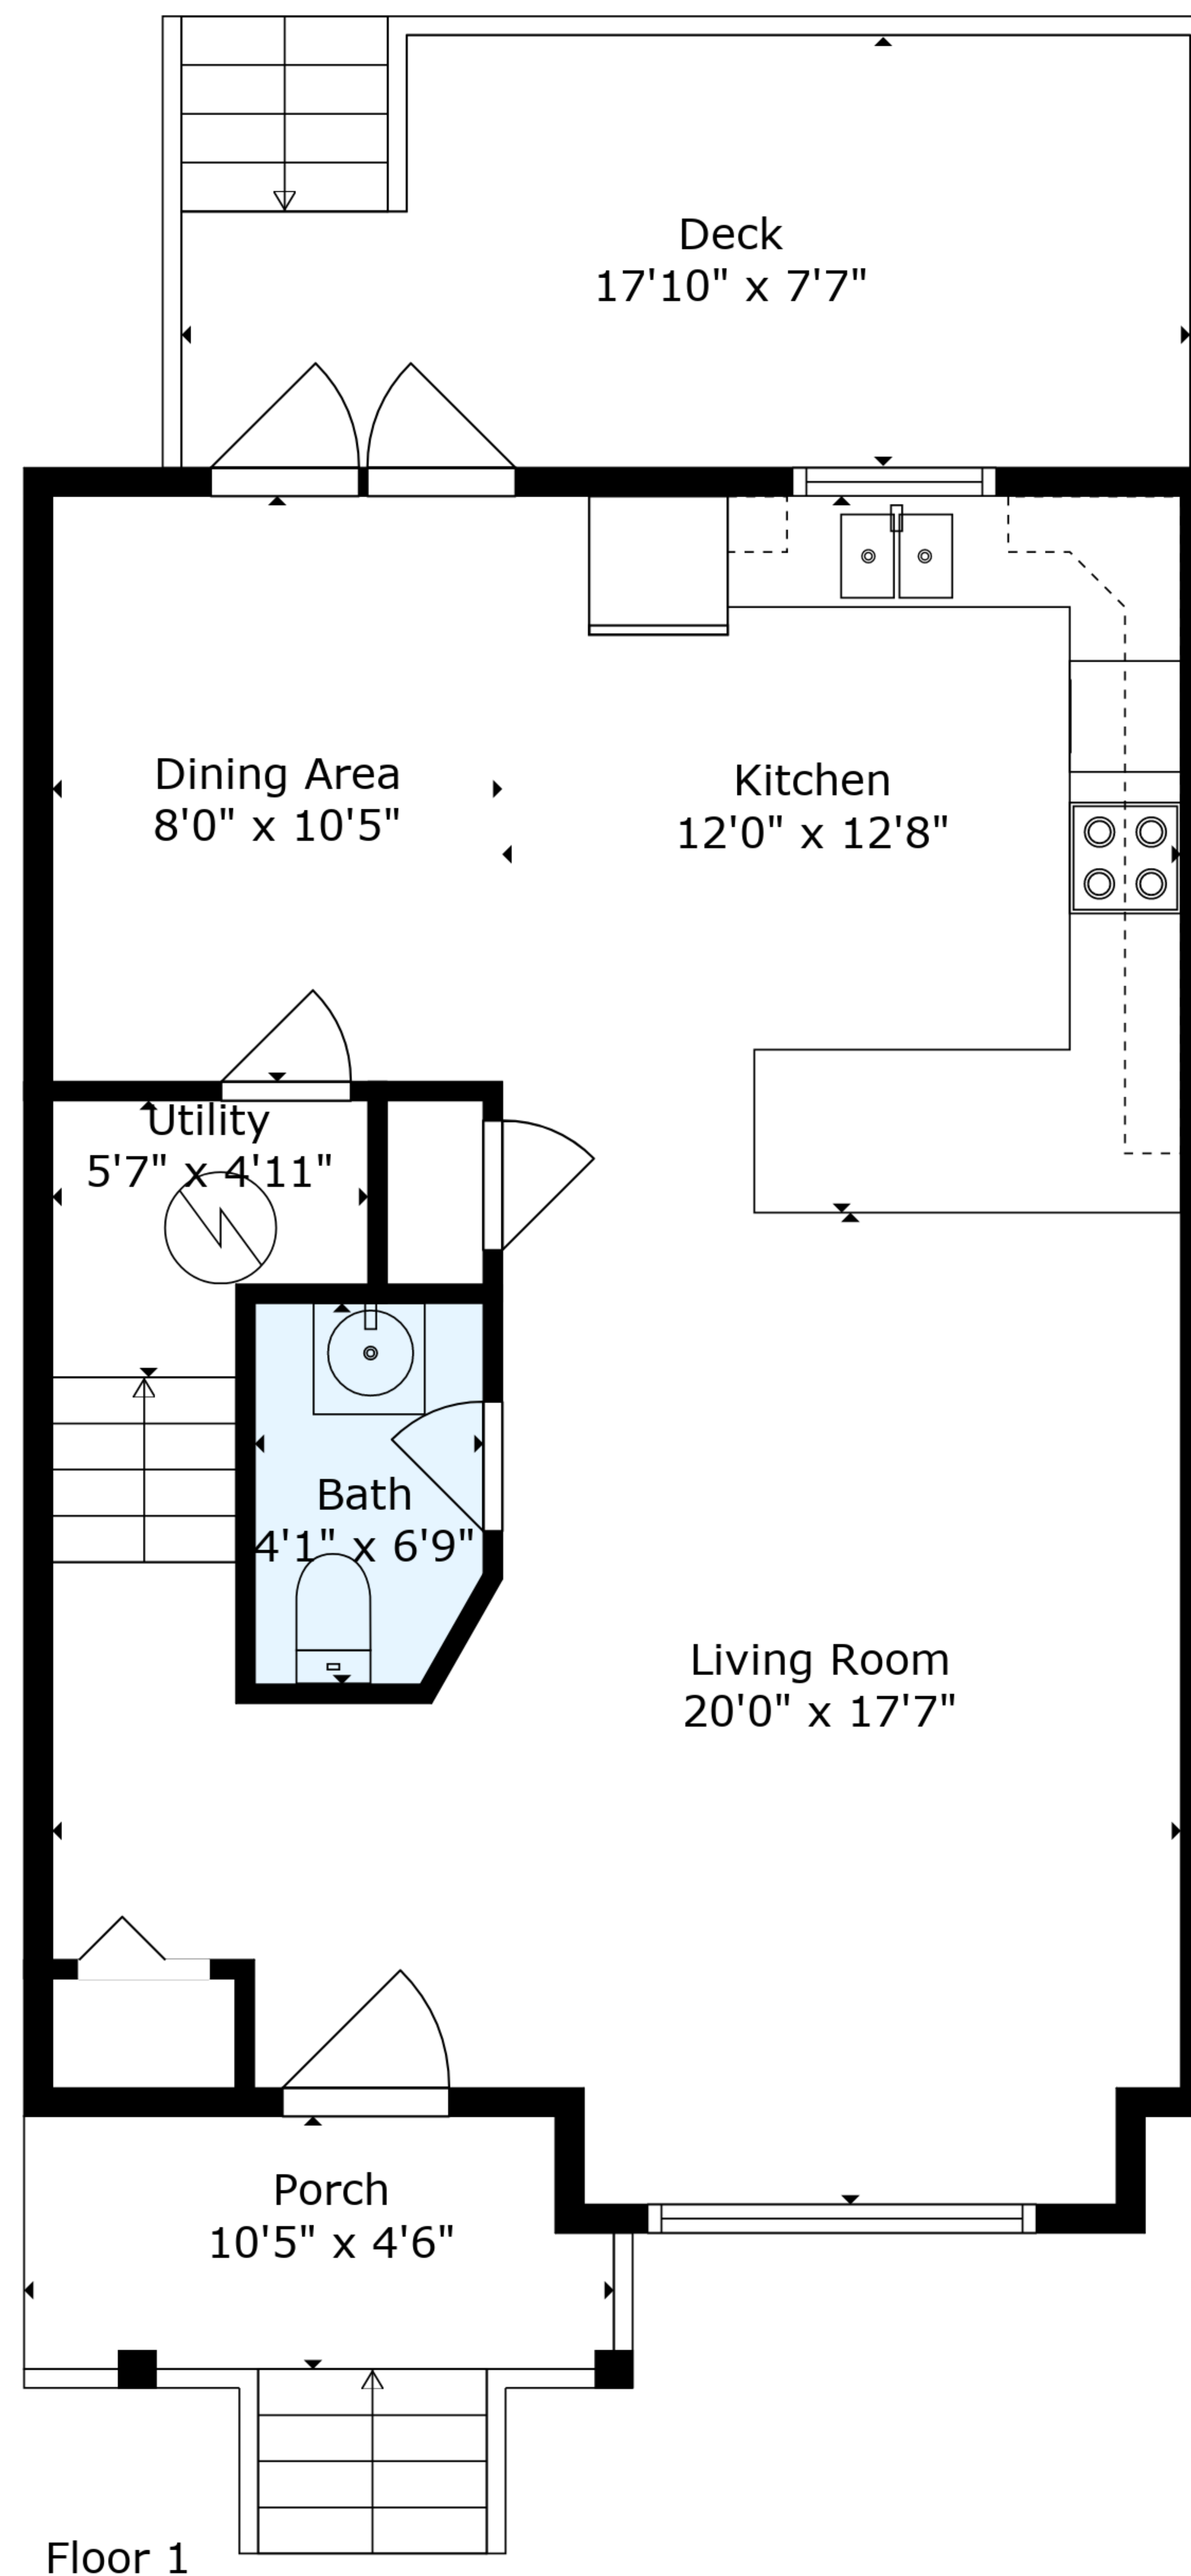 Deck
17'10" x 7'7"
Dining Area
8'0" x 10'5"
Kitchen
12'0" x 12'8"
Utility
5'7" x 4'11"
Bath
4'1" x 6'9"
Living Room
20'0" x 17'7"
Porch
10'5" x 4'6"
Floor 1